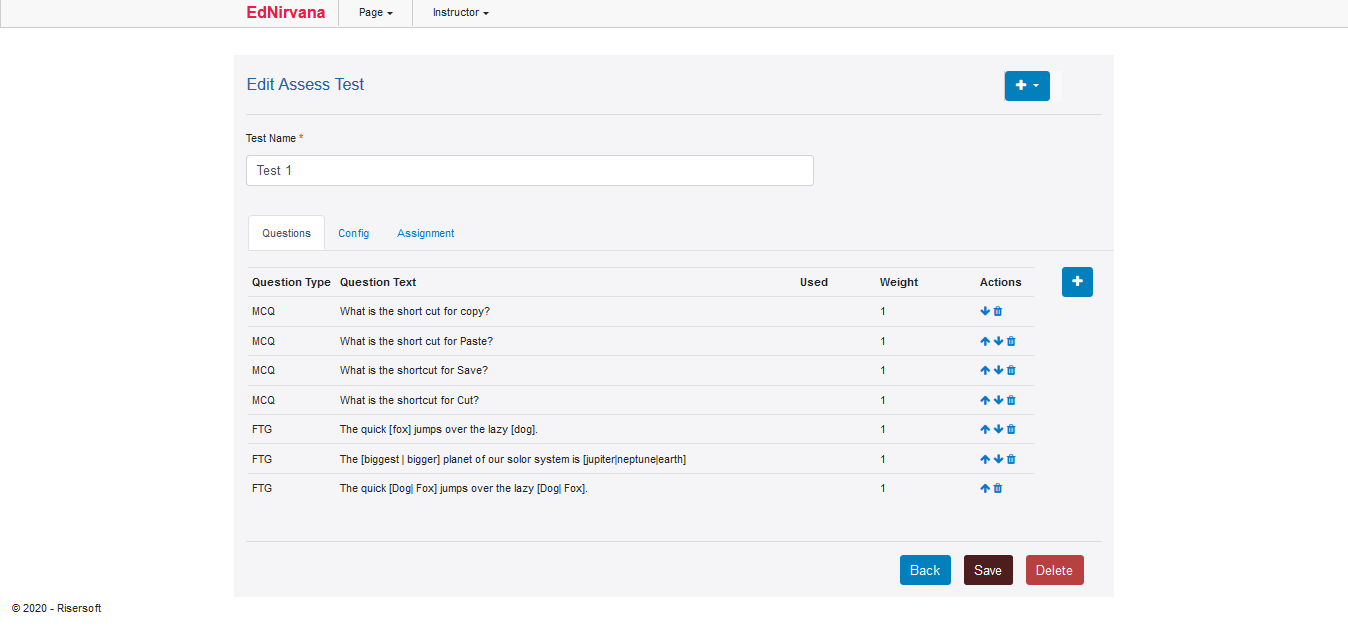 EdNirvana Page Instructor
Edit Assess Test
Test Name *
Test 1
Questions Config Assignment
Question Type Question Text Used Weight Actions
MCQ What is the short cut for copy? 1
MCQ What is the short cut for Paste? 1
MCQ What is the shortcut for Save? 1
MCQ What is the shortcut for Cut? 1
FTG The quick [fox] jumps over the lazy [dog]. 1
FTG The [biggest | bigger] planet of our solor system is [jupiter|neptune|earth] 1
FTG The quick [Dog| Fox] jumps over the lazy [Dog| Fox]. 1
Back Save Delete
© 2020 - Risersoft